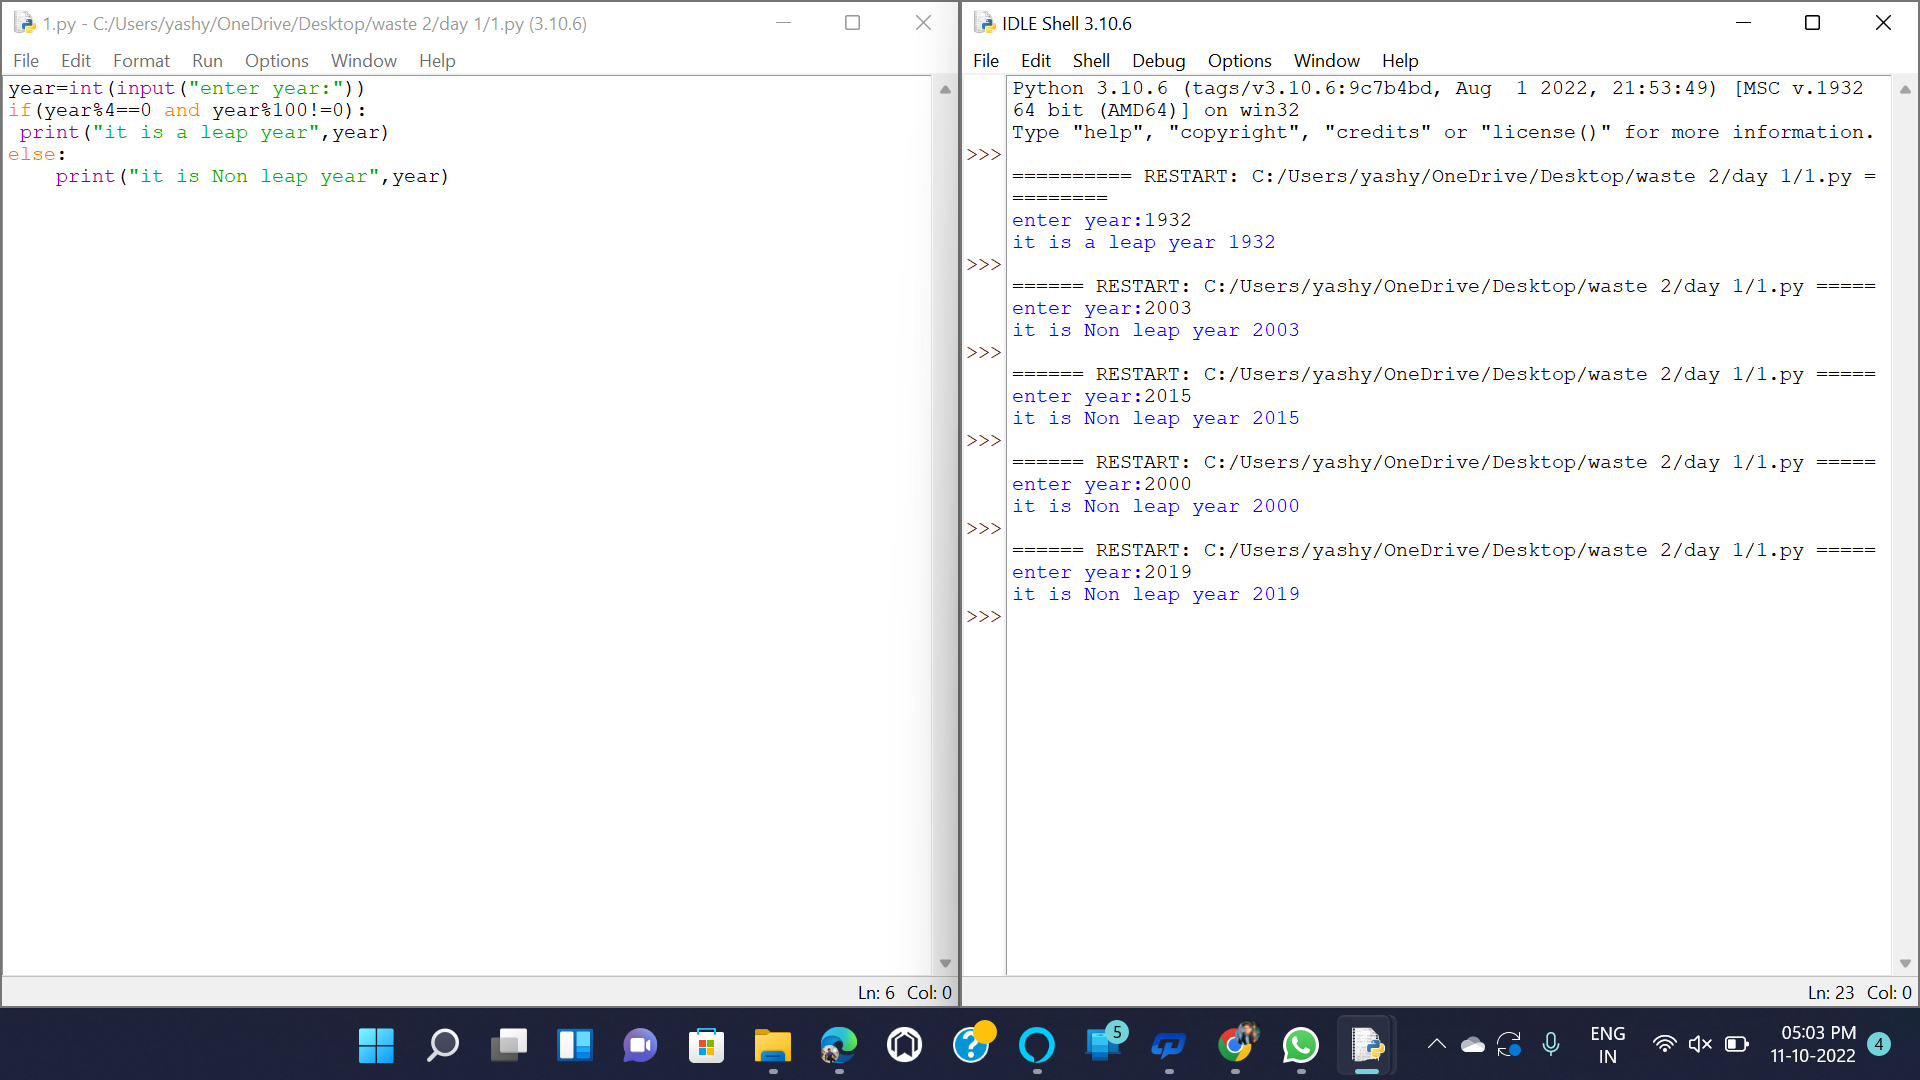 1.py - C:/Users/yashy/OneDrive/Desktop/waste 2/day 1/1.py (3.10.6)
File Edit Format Run Options Window Help
year=int(input("enter year:"))
if(year%4==0 and year%100!=0):
 print("it is a leap year",year)
else:
    print("it is Non leap year",year)
Ln: 6 Col: 0
IDLE Shell 3.10.6
File Edit Shell Debug Options Window Help
Python 3.10.6 (tags/v3.10.6:9c7b4bd, Aug  1 2022, 21:53:49) [MSC v.1932
64 bit (AMD64)] on win32
Type "help", "copyright", "credits" or "license()" for more information.
>>>
========== RESTART: C:/Users/yashy/OneDrive/Desktop/waste 2/day 1/1.py =
========
enter year:1932
it is a leap year 1932
>>>
====== RESTART: C:/Users/yashy/OneDrive/Desktop/waste 2/day 1/1.py =====
enter year:2003
it is Non leap year 2003
>>>
====== RESTART: C:/Users/yashy/OneDrive/Desktop/waste 2/day 1/1.py =====
enter year:2015
it is Non leap year 2015
>>>
====== RESTART: C:/Users/yashy/OneDrive/Desktop/waste 2/day 1/1.py =====
enter year:2000
it is Non leap year 2000
>>>
====== RESTART: C:/Users/yashy/OneDrive/Desktop/waste 2/day 1/1.py =====
enter year:2019
it is Non leap year 2019
>>>
Ln: 23 Col: 0
5
ENG
IN
05:03 PM
11-10-2022
4